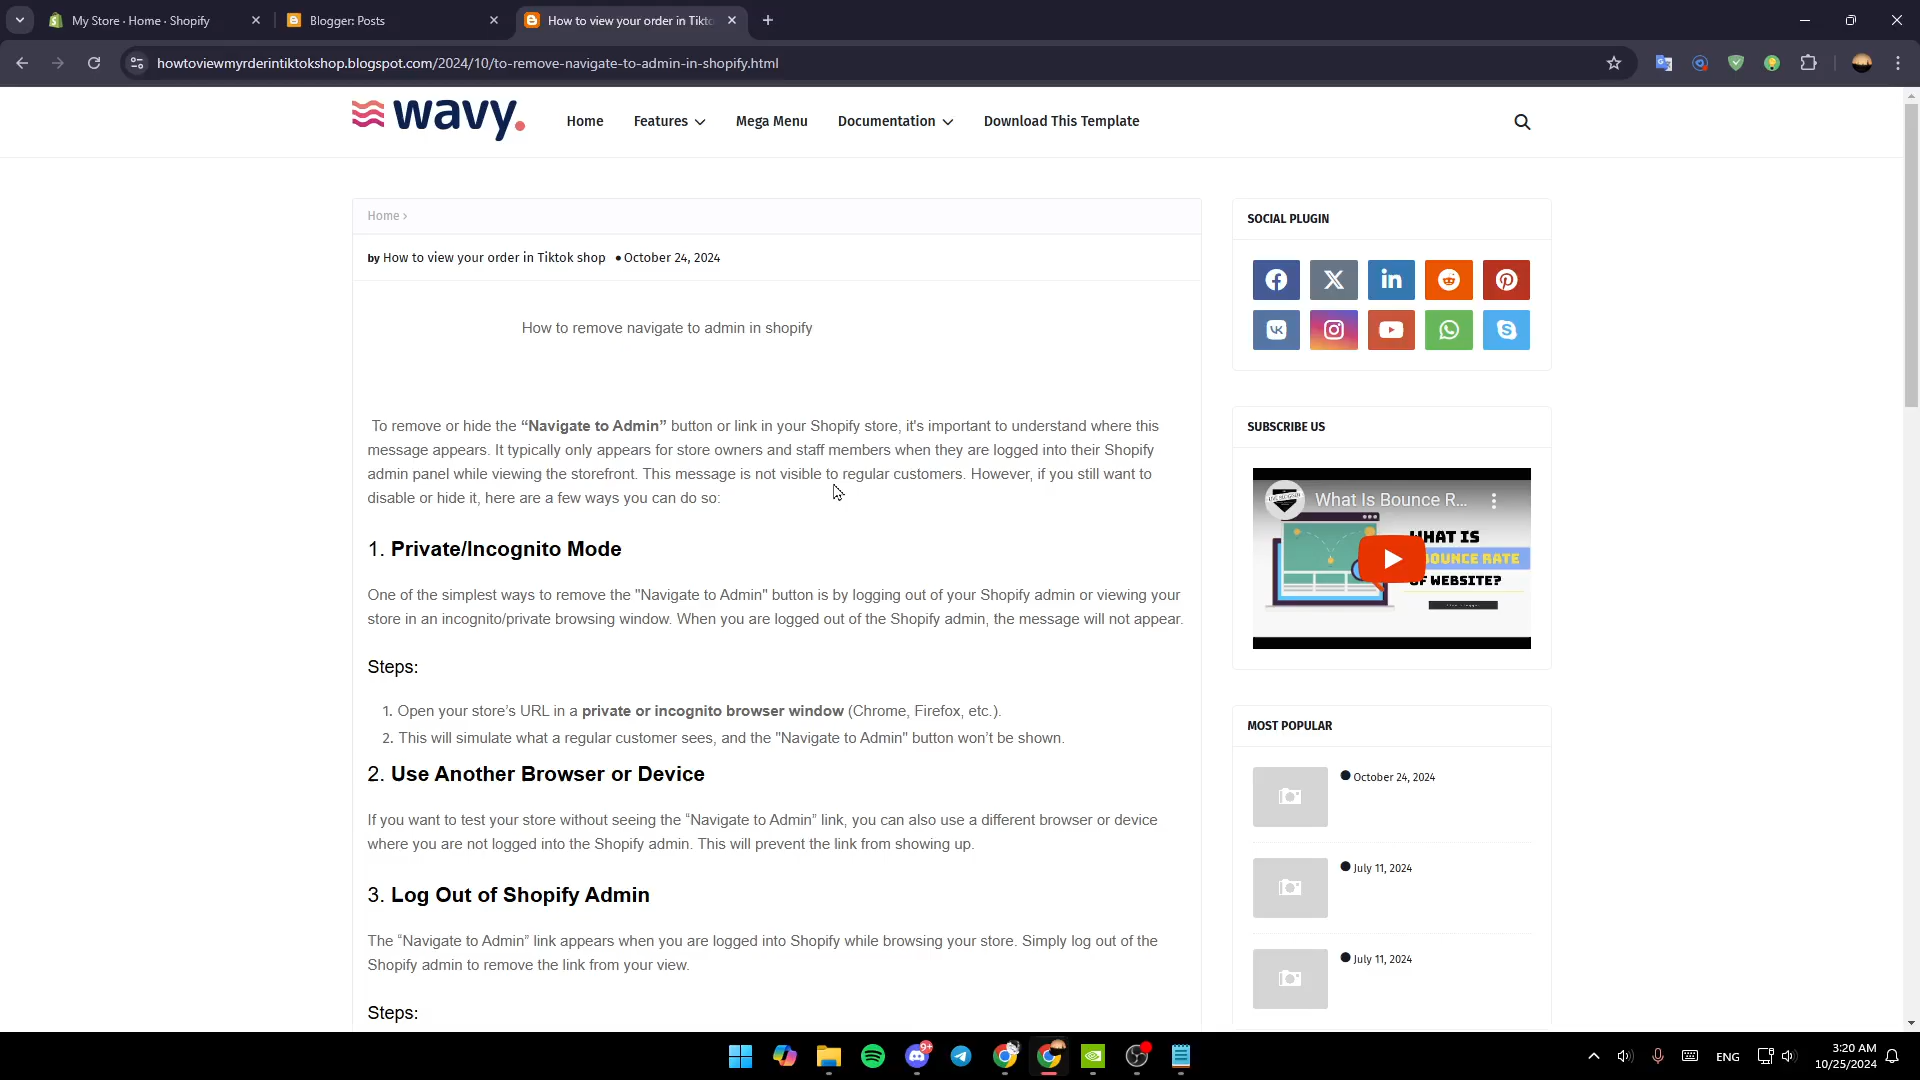 My Store · Home · Shopify
Blogger: Posts
How to view your order in Tikto
howtoviewmyrderintiktokshop.blogspot.com/2024/10/to-remove-navigate-to-admin-in-shopify.html
wavy.
Home
Features
Mega Menu
Documentation
Download This Template
Home ›
by How to view your order in Tiktok shop • October 24, 2024
How to remove navigate to admin in shopify
To remove or hide the “Navigate to Admin” button or link in your Shopify store, it's important to understand where this
message appears. It typically only appears for store owners and staff members when they are logged into their Shopify
admin panel while viewing the storefront. This message is not visible to regular customers. However, if you still want to
disable or hide it, here are a few ways you can do so:
1. Private/Incognito Mode
One of the simplest ways to remove the "Navigate to Admin" button is by logging out of your Shopify admin or viewing your
store in an incognito/private browsing window. When you are logged out of the Shopify admin, the message will not appear.
Steps:
1. Open your store’s URL in a private or incognito browser window (Chrome, Firefox, etc.).
2. This will simulate what a regular customer sees, and the "Navigate to Admin" button won’t be shown.
2. Use Another Browser or Device
If you want to test your store without seeing the “Navigate to Admin” link, you can also use a different browser or device
where you are not logged into the Shopify admin. This will prevent the link from showing up.
3. Log Out of Shopify Admin
The “Navigate to Admin” link appears when you are logged into Shopify while browsing your store. Simply log out of the
Shopify admin to remove the link from your view.
Steps:
SOCIAL PLUGIN
SUBSCRIBE US
What Is Bounce R...
WHAT IS
BOUNCE RATE
OF WEBSITE?
MOST POPULAR
October 24, 2024
July 11, 2024
July 11, 2024
9+
ENG
3:20 AM
10/25/2024